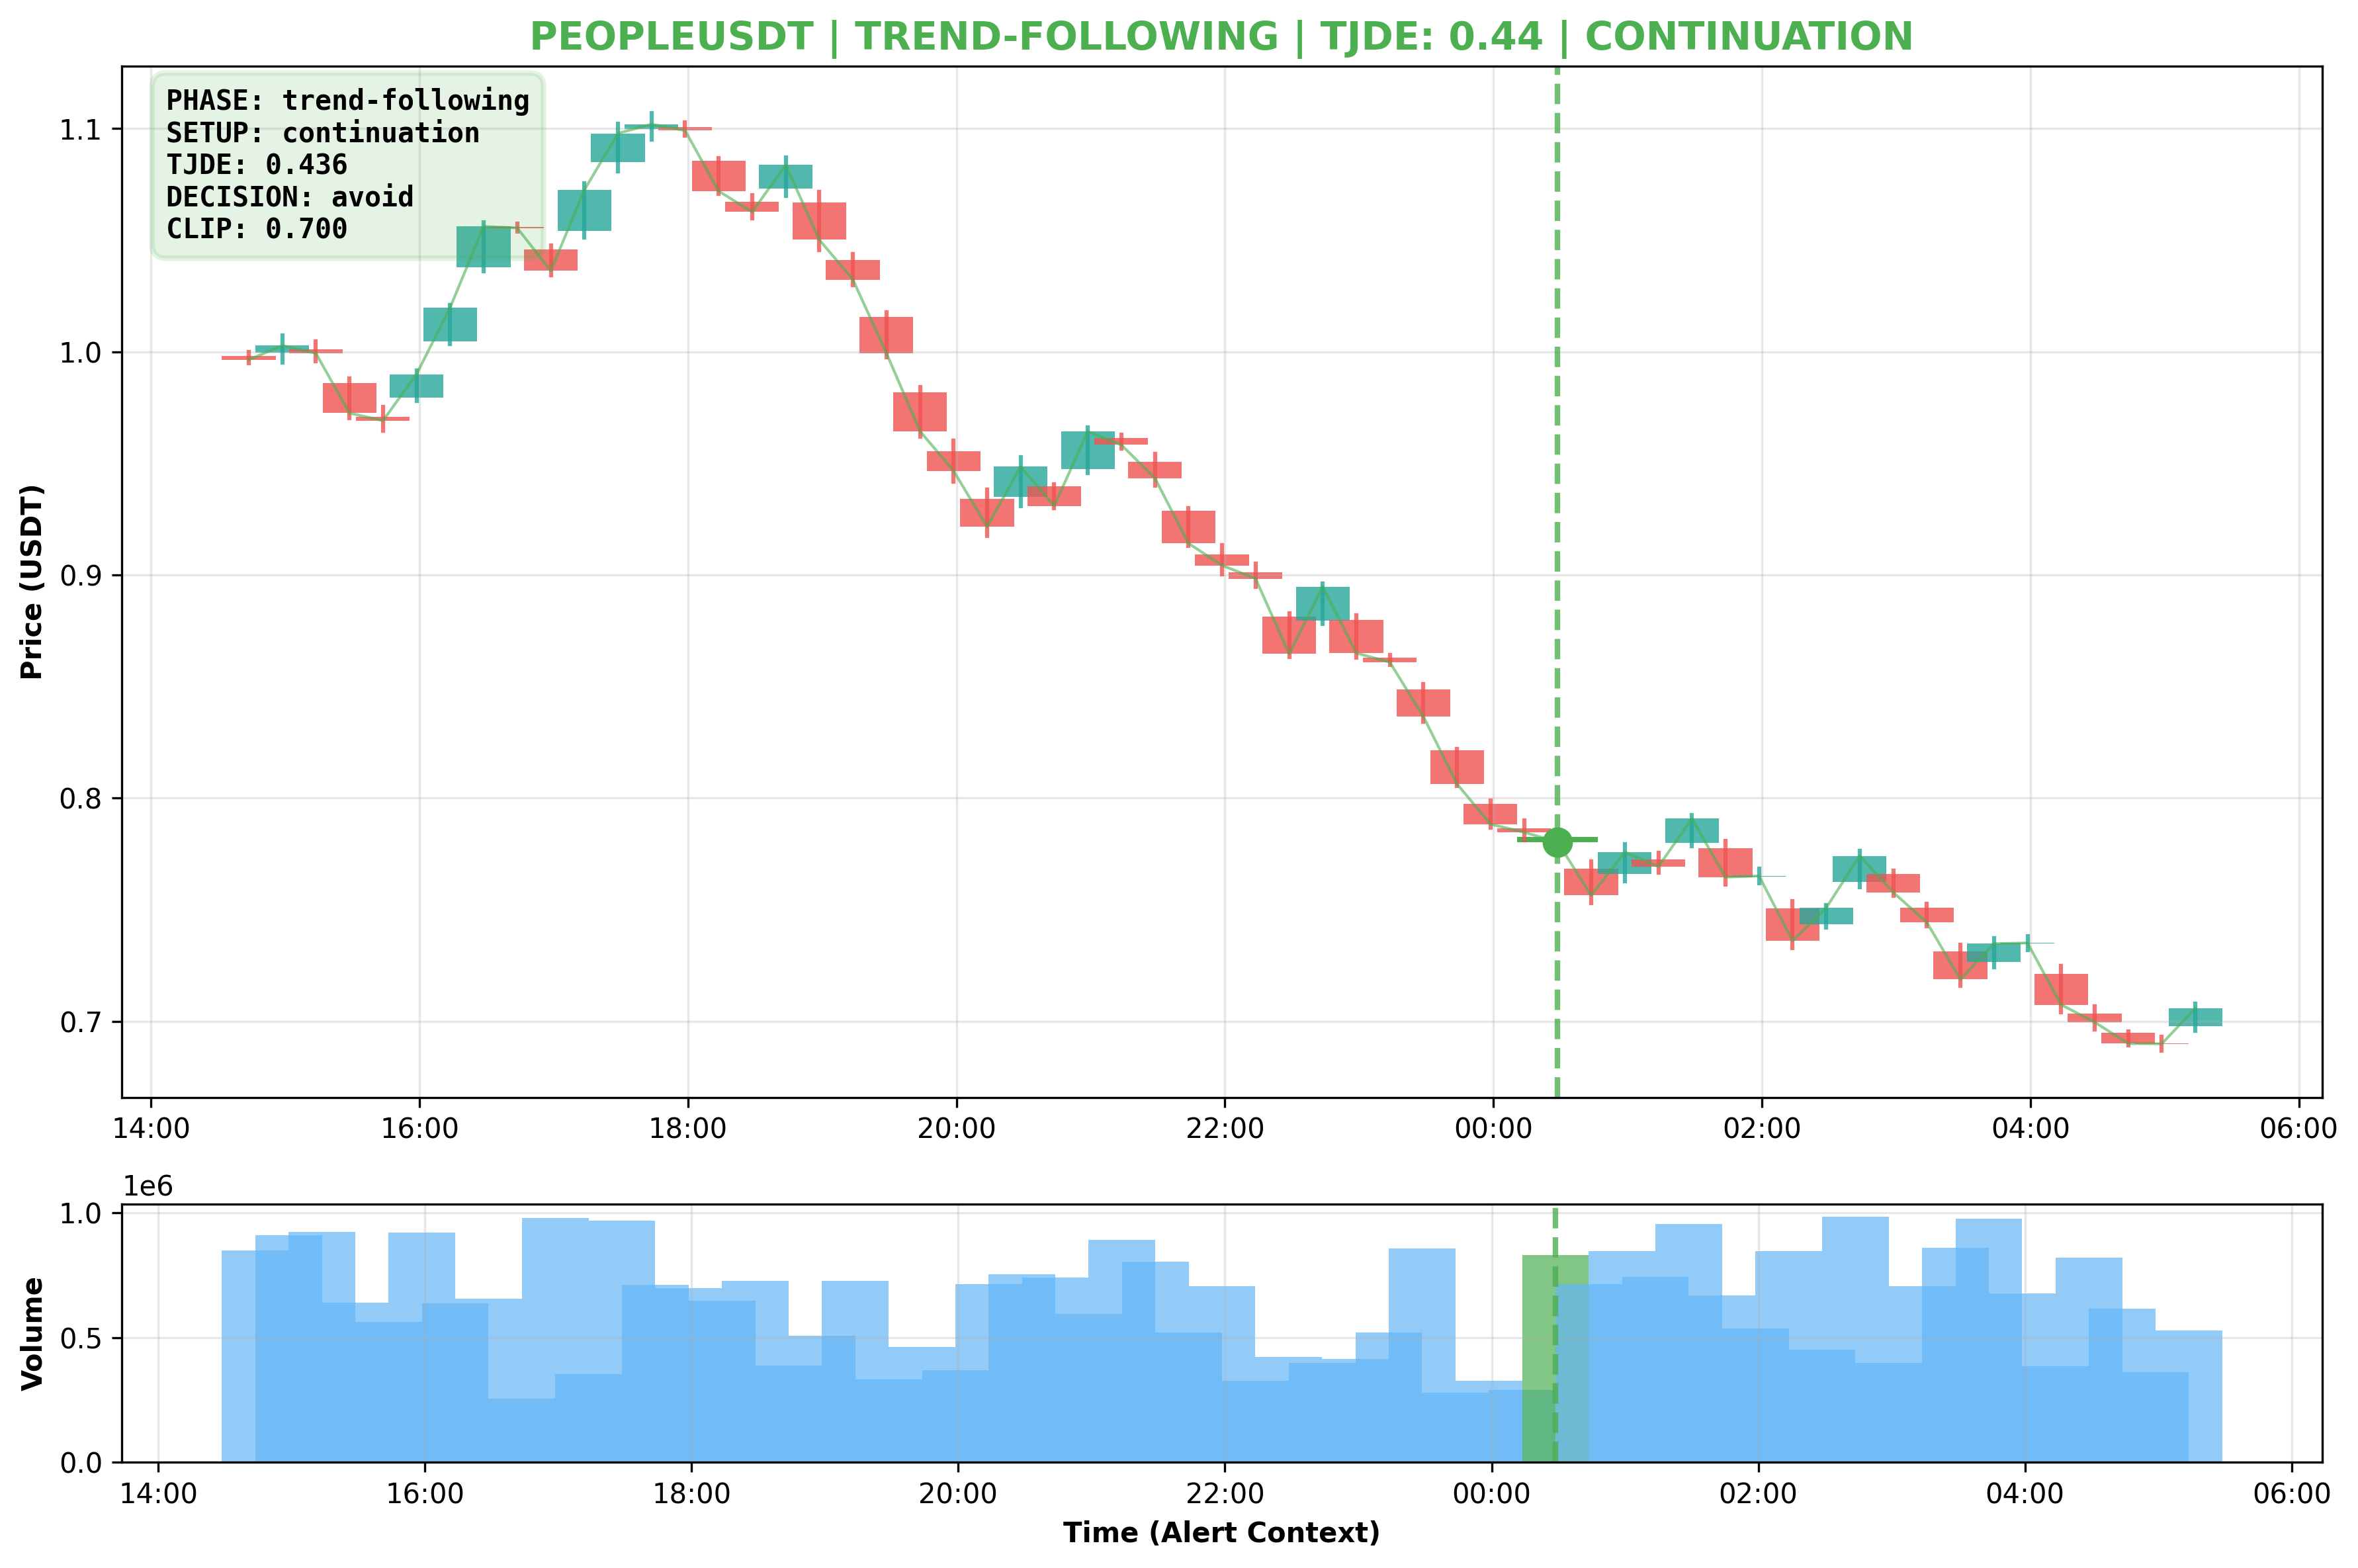 PEOPLEUSDT | TREND-FOLLOWING | TJDE: 0.44 | CONTINUATION
PHASE: trend-following
SETUP: continuation
TJDE: 0.436
DECISION: avoid
CLIP: 0.700
Price (USDT)
1.1
1.0
0.9
0.8
0.7
14:00 16:00 18:00 20:00 22:00 00:00 02:00 04:00 06:00
1e6
Volume
1.0
0.5
0.0
14:00 16:00 18:00 20:00 22:00 00:00 02:00 04:00 06:00
Time (Alert Context)